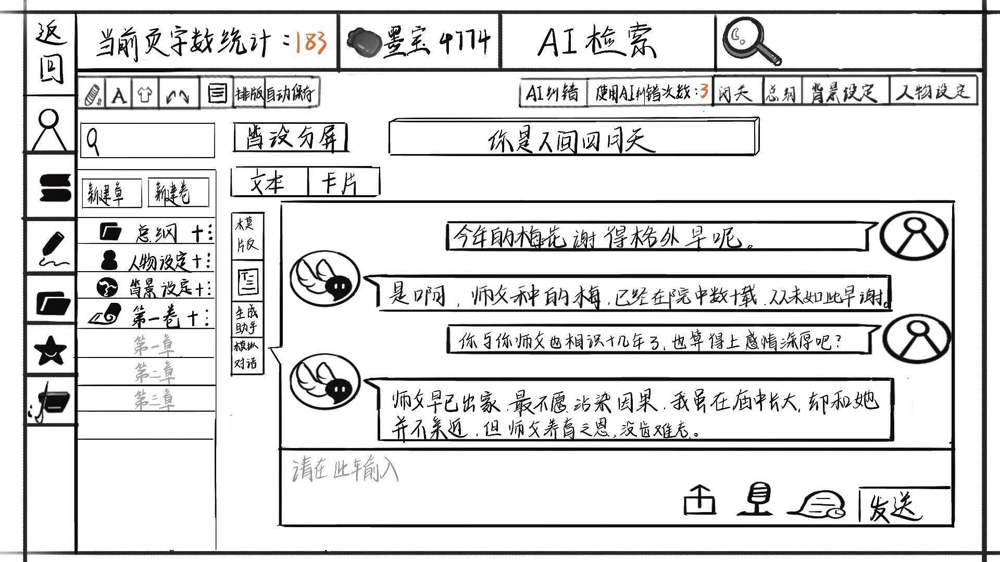 返回
当前页字数统计:183
墨宝 4774
AI 检索
A
排版
自动保存
AI纠错
使用AI纠错次数:3
闭关
总纲
背景设定
人物设定
背设分屏
你是人间四月天
新建章
新建卷
文本
卡片
总纲 +
人物设定 +
背景设定 +
第一卷 +
第一章
第二章
第三章
模版
T
生成助手
模拟对话
今年的梅花谢得格外早呢。
是啊,师父种的梅,已经在院中数十载,从未如此早谢。
你与你师父也相识十几年了,也算得上感情深厚吧?
师父早已出家,最不愿沾染因果,我虽在庙中长大,却和她
并不亲近,但师父养育之恩,没齿难忘。
请在此输入
发送